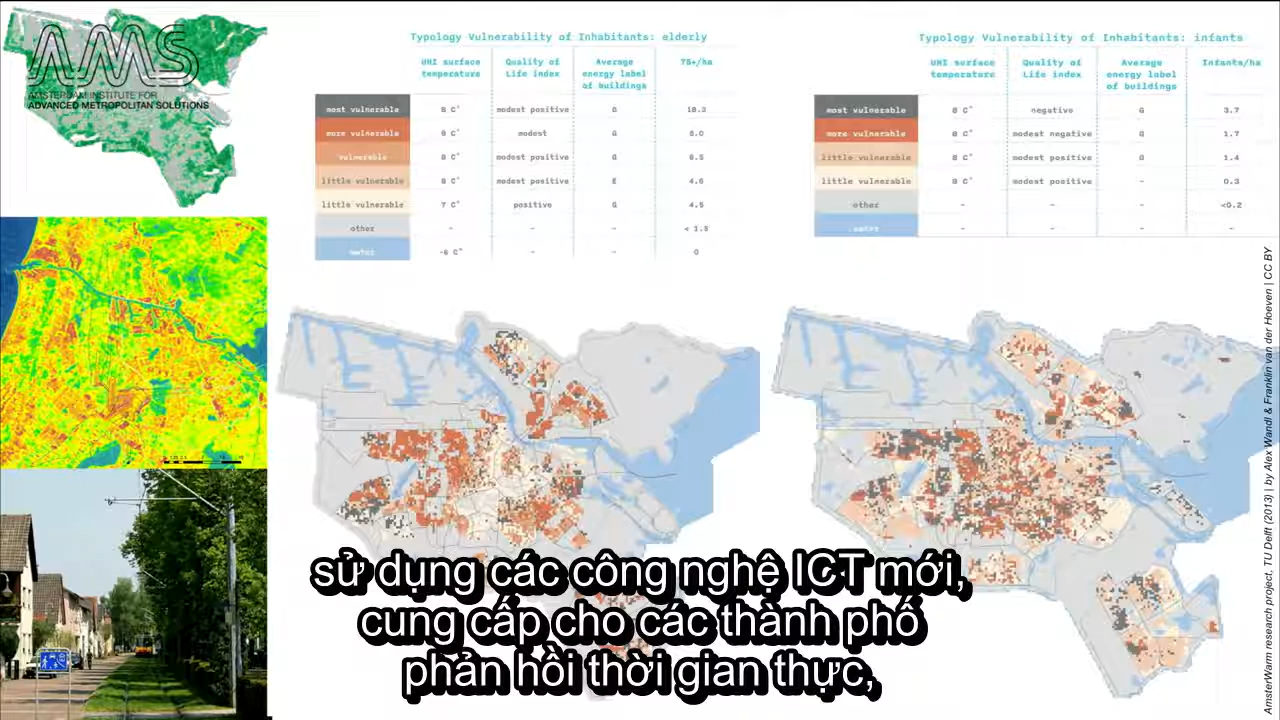 AMS
AMSTERDAM INSTITUTE FOR
ADVANCED METROPOLITAN SOLUTIONS
Typology Vulnerability of Inhabitants: elderly
UHI surface temperature | Quality of Life index | Average energy label of buildings | 75+/ha
most vulnerable | 8 C° | modest positive | G | 18.3
more vulnerable | 8 C° | modest | G | 8.0
vulnerable | 8 C° | modest positive | G | 6.5
little vulnerable | 8 C° | modest positive | E | 4.6
little vulnerable | 7 C° | positive | G | 4.5
other | - | - | - | < 1.5
water | -6 C° | - | - | 0
Typology Vulnerability of Inhabitants: infants
UHI surface temperature | Quality of Life index | Average energy label of buildings | Infants/ha
most vulnerable | 8 C° | negative | G | 3.7
more vulnerable | 8 C° | modest negative | G | 1.7
little vulnerable | 8 C° | modest positive | G | 1.4
little vulnerable | 8 C° | modest positive | - | 0.3
other | - | - | - | <0.2
water | - | - | - | -
AmsterWarm research project, TU Delft (2013) | by Alex Wandl & Franklin van der Hoeven | CC BY
sử dụng các công nghệ ICT mới,
cung cấp cho các thành phố
phản hồi thời gian thực,